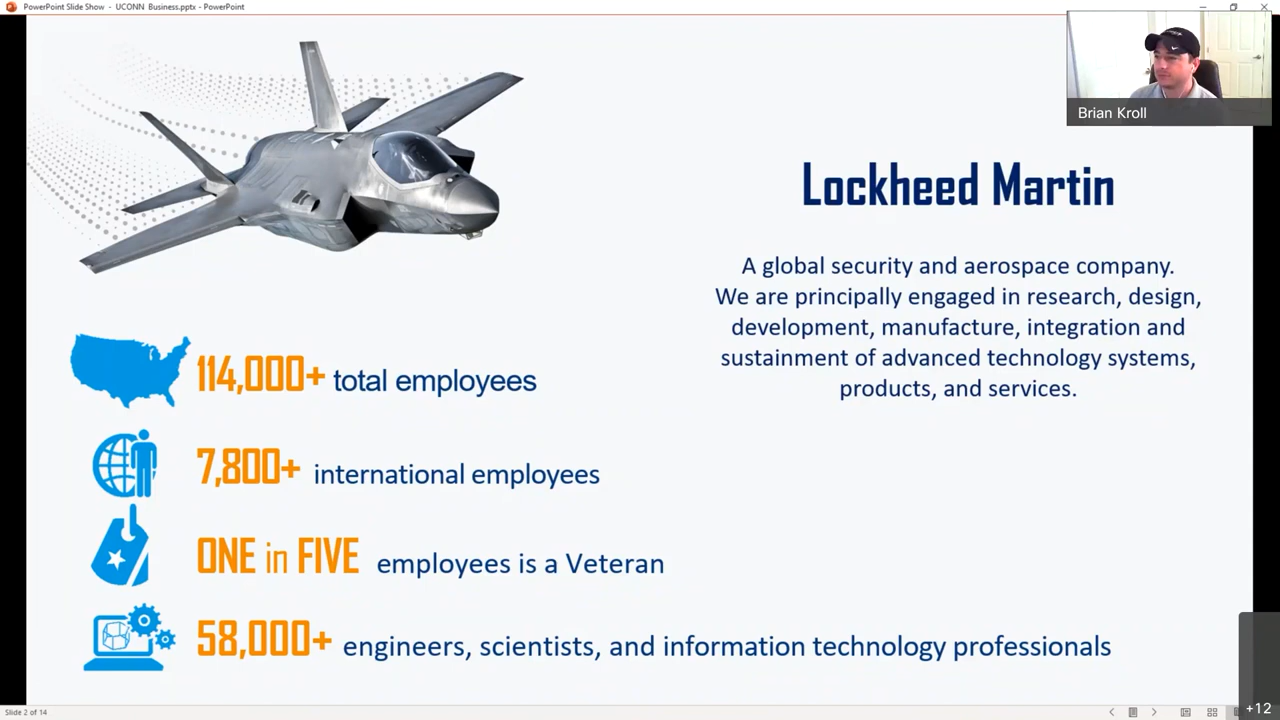 PowerPoint Slide Show - UCONN Business.pptx - PowerPoint
Brian Kroll
Lockheed Martin
A global security and aerospace company.
We are principally engaged in research, design,
development, manufacture, integration and
sustainment of advanced technology systems,
products, and services.
114,000+ total employees
7,800+ international employees
ONE in FIVE employees is a Veteran
58,000+ engineers, scientists, and information technology professionals
Slide 2 of 14
+12